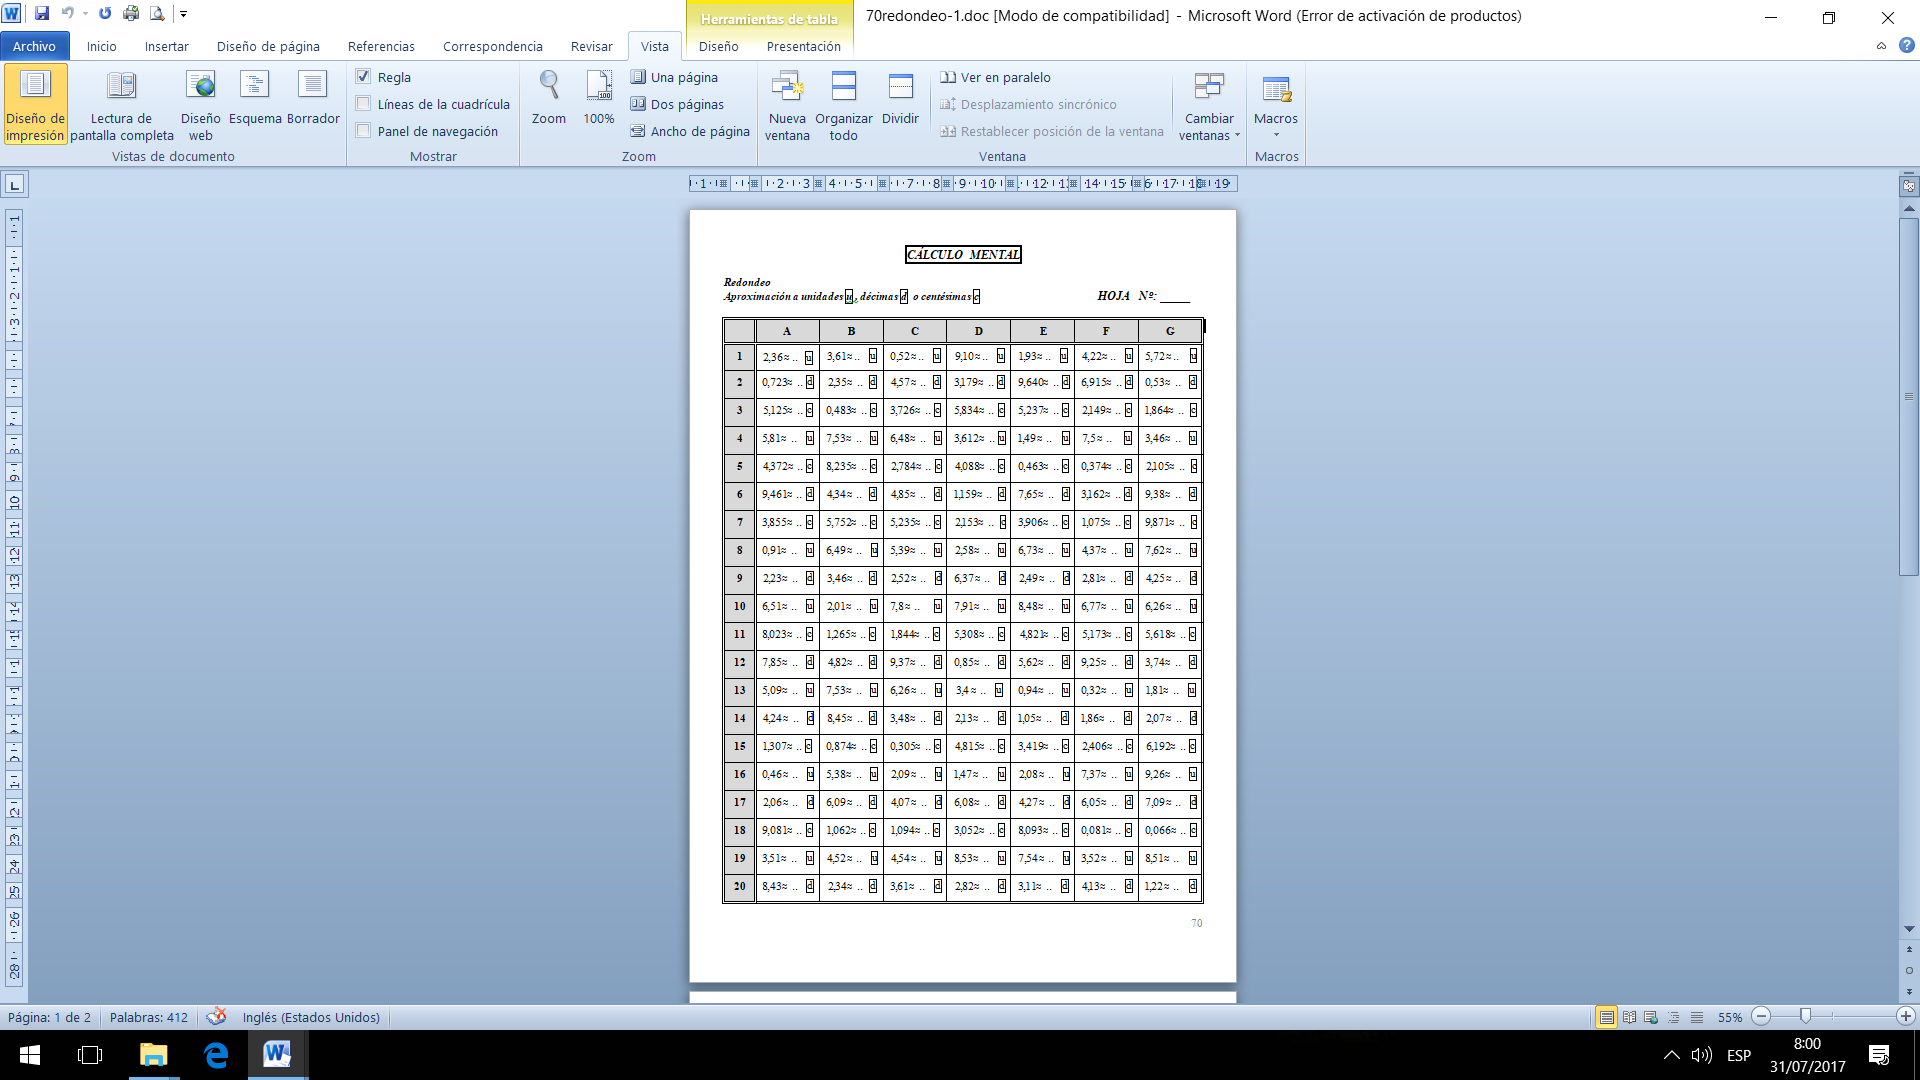 70redondeo-1.doc [Modo de compatibilidad] - Microsoft Word (Error de activación de productos)
Herramientas de tabla
Archivo Inicio Insertar Diseño de página Referencias Correspondencia Revisar Vista Diseño Presentación
Diseño de impresión
Lectura de pantalla completa
Diseño web
Esquema
Borrador
Vistas de documento
Regla
Líneas de la cuadrícula
Panel de navegación
Mostrar
Zoom
100%
Una página
Dos páginas
Ancho de página
Zoom
Nueva ventana
Organizar todo
Dividir
Ver en paralelo
Desplazamiento sincrónico
Restablecer posición de la ventana
Ventana
Cambiar ventanas
Macros
Macros
CÁLCULO MENTAL
Redondeo
Aproximación a unidades u , décimas d o centésimas c HOJA Nº: _____
A B C D E F G
1 2,36≈ .. u 3,61≈ .. u 0,52≈ .. u 9,10≈ .. u 1,93≈ .. u 4,22≈ .. u 5,72≈ .. u
2 0,723≈ .. d 2,35≈ .. d 4,57≈ .. d 3,179≈ .. d 9,640≈ .. d 6,915≈ .. d 0,53≈ .. d
3 5,125≈ .. c 0,483≈ .. c 3,726≈ .. c 5,834≈ .. c 5,237≈ .. c 2,149≈ .. c 1,864≈ .. c
4 5,81≈ .. u 7,53≈ .. u 6,48≈ .. u 3,612≈ .. u 1,49≈ .. u 7,5≈ .. u 3,46≈ .. u
5 4,372≈ .. c 8,235≈ .. c 2,784≈ .. c 4,088≈ .. c 0,463≈ .. c 0,374≈ .. c 2,105≈ .. c
6 9,461≈ .. d 4,34≈ .. d 4,85≈ .. d 1,159≈ .. d 7,65≈ .. d 3,162≈ .. d 9,38≈ .. d
7 3,855≈ .. c 5,752≈ .. c 5,235≈ .. c 2,153≈ .. c 3,906≈ .. c 1,075≈ .. c 9,871≈ .. c
8 0,91≈ .. u 6,49≈ .. u 5,39≈ .. u 2,58≈ .. u 6,73≈ .. u 4,37≈ .. u 7,62≈ .. u
9 2,23≈ .. d 3,46≈ .. d 2,52≈ .. d 6,37≈ .. d 2,49≈ .. d 2,81≈ .. d 4,25≈ .. d
10 6,51≈ .. u 2,01≈ .. u 7,8≈ .. u 7,91≈ .. u 8,48≈ .. u 6,77≈ .. u 6,26≈ .. u
11 8,023≈ .. c 1,265≈ .. c 1,844≈ .. c 5,308≈ .. c 4,821≈ .. c 5,173≈ .. c 5,618≈ .. c
12 7,85≈ .. d 4,82≈ .. d 9,37≈ .. d 0,85≈ .. d 5,62≈ .. d 9,25≈ .. d 3,74≈ .. d
13 5,09≈ .. u 7,53≈ .. u 6,26≈ .. u 3,4 ≈ .. u 0,94≈ .. u 0,32≈ .. u 1,81≈ .. u
14 4,24≈ .. d 8,45≈ .. d 3,48≈ .. d 2,13≈ .. d 1,05≈ .. d 1,86≈ .. d 2,07≈ .. d
15 1,307≈ .. c 0,874≈ .. c 0,305≈ .. c 4,815≈ .. c 3,419≈ .. c 2,406≈ .. c 6,192≈ .. c
16 0,46≈ .. u 5,38≈ .. u 2,09≈ .. u 1,47≈ .. u 2,08≈ .. u 7,37≈ .. u 9,26≈ .. u
17 2,06≈ .. d 6,09≈ .. d 4,07≈ .. d 6,08≈ .. d 4,27≈ .. d 6,05≈ .. d 7,09≈ .. d
18 9,081≈ .. c 1,062≈ .. c 1,094≈ .. c 3,052≈ .. c 8,093≈ .. c 0,081≈ .. c 0,066≈ .. c
19 3,51≈ .. u 4,52≈ .. u 4,54≈ .. u 8,53≈ .. u 7,54≈ .. u 3,52≈ .. u 8,51≈ .. u
20 8,43≈ .. d 2,34≈ .. d 3,61≈ .. d 2,82≈ .. d 3,11≈ .. d 4,13≈ .. d 1,22≈ .. d
70
Página: 1 de 2 Palabras: 412 Inglés (Estados Unidos) 55%
ESP
8:00
31/07/2017